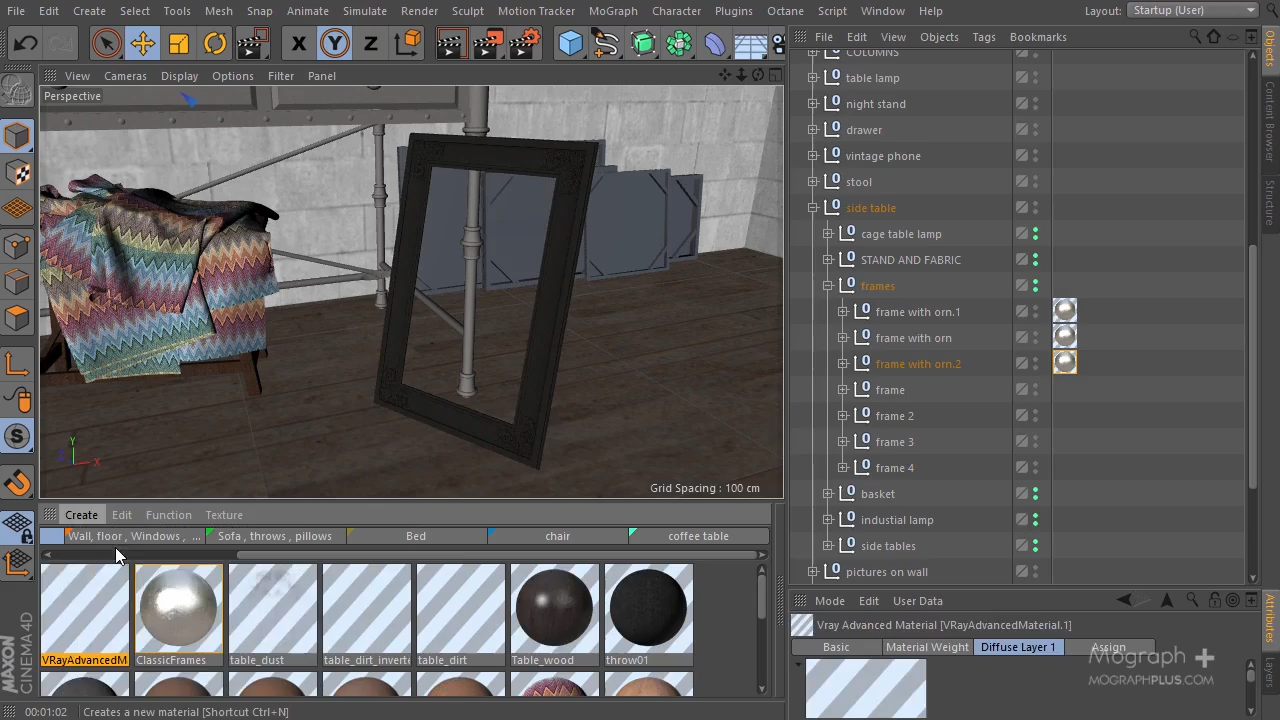 File Edit Create Select Tools Mesh Snap Animate Simulate Render Sculpt Motion Tracker MoGraph Character Plugins Octane Script Window Help Layout: Startup (User)
X Y Z
View Cameras Display Options Filter Panel
Perspective
Grid Spacing : 100 cm
File Edit View Objects Tags Bookmarks
COLUMNS
table lamp
night stand
drawer
vintage phone
stool
side table
cage table lamp
STAND AND FABRIC
frames
frame with orn.1
frame with orn
frame with orn.2
frame
frame 2
frame 3
frame 4
basket
industial lamp
side tables
pictures on wall
Objects
Content Browser
Structure
Create Edit Function Texture
Wall, floor , Windows , ... Sofa , throws , pillows Bed chair coffee table
VRayAdvancedM ClassicFrames table_dust table_dirt_inverte table_dirt Table_wood throw01
Mode Edit User Data
Vray Advanced Material [VRayAdvancedMaterial.1]
Basic Material Weight Diffuse Layer 1 Assign
Attributes
Layers
Mograph +
MOGRAPHPLUS.COM
MAXON
CINEMA 4D
00:01:02 Creates a new material [Shortcut Ctrl+N]